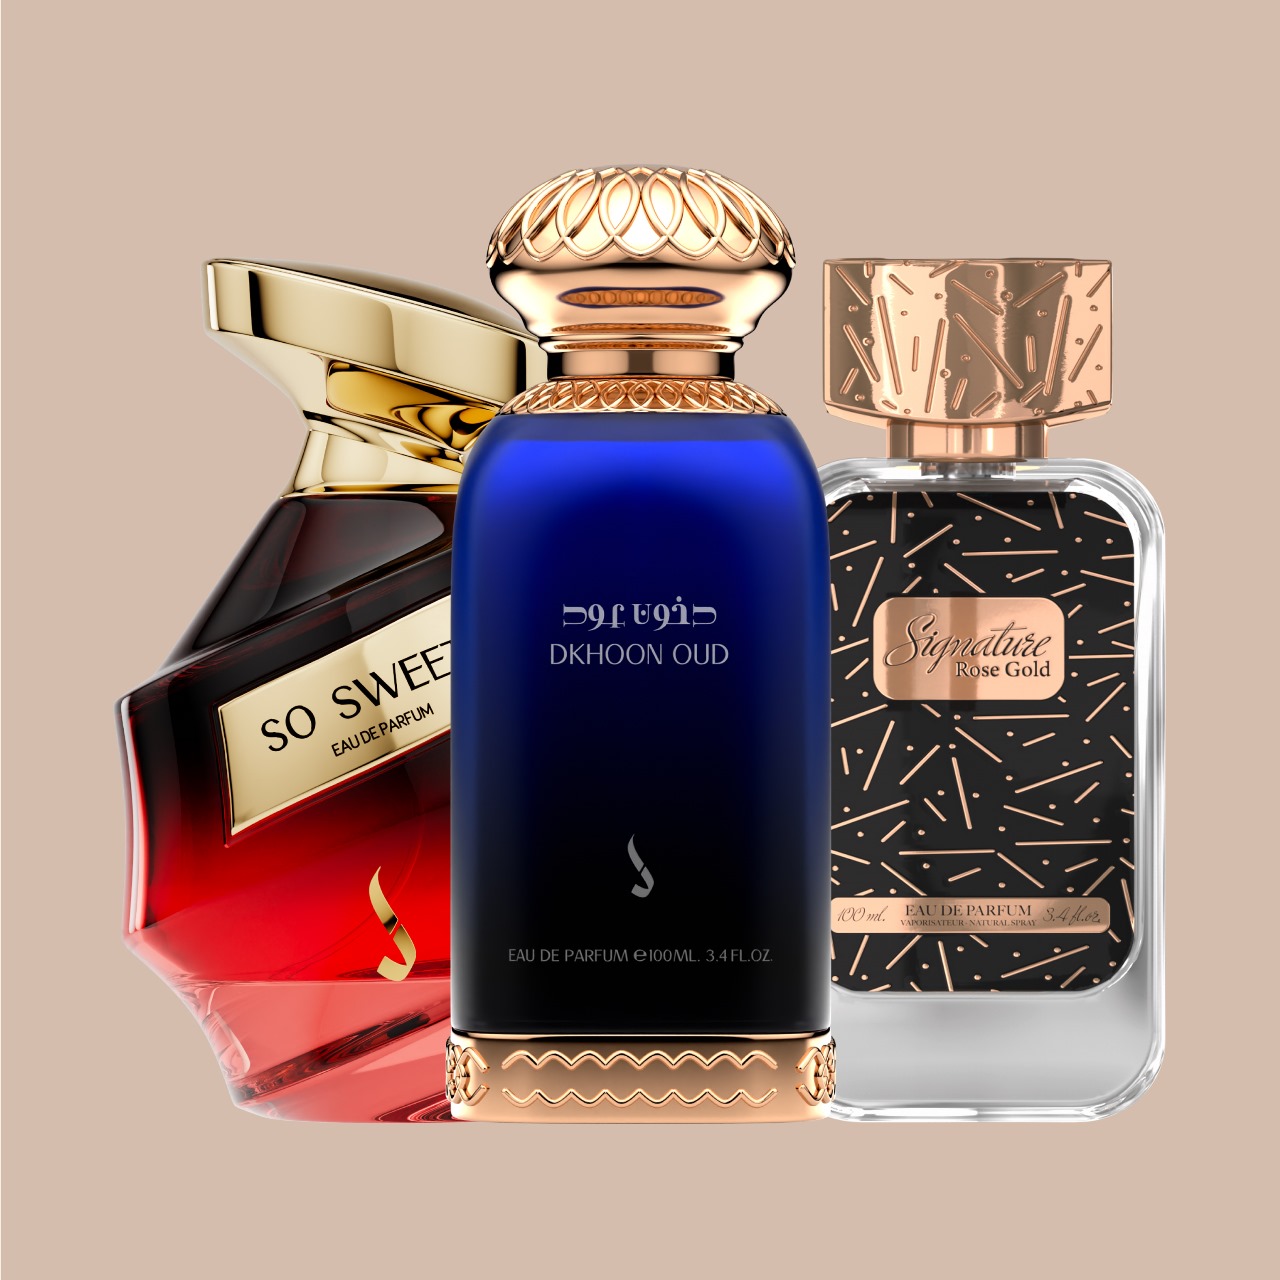 SO SWEET
EAU DE PARFUM
دخون عود
DKHOON OUD
EAU DE PARFUM ℮100ML. 3.4 FL.OZ.
Signature
Rose Gold
100 ml. EAU DE PARFUM 3.4 fl.oz.
VAPORISATEUR - NATURAL SPRAY